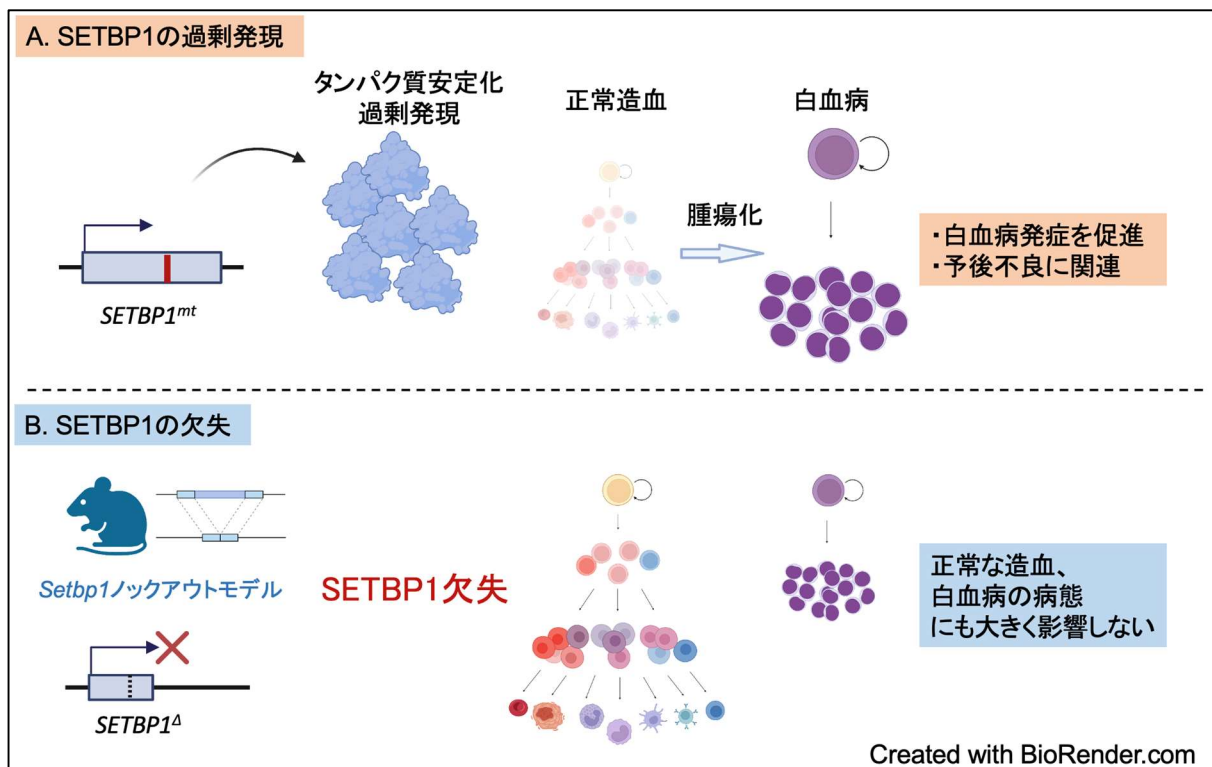 A. SETBP1の過剰発現
タンパク質安定化
過剰発現
正常造血
白血病
腫瘍化
・白血病発症を促進
・予後不良に関連
SETBP1mt
B. SETBP1の欠失
Setbp1ノックアウトモデル
SETBP1欠失
正常な造血、
白血病の病態
にも大きく影響しない
SETBP1Δ
Created with BioRender.com